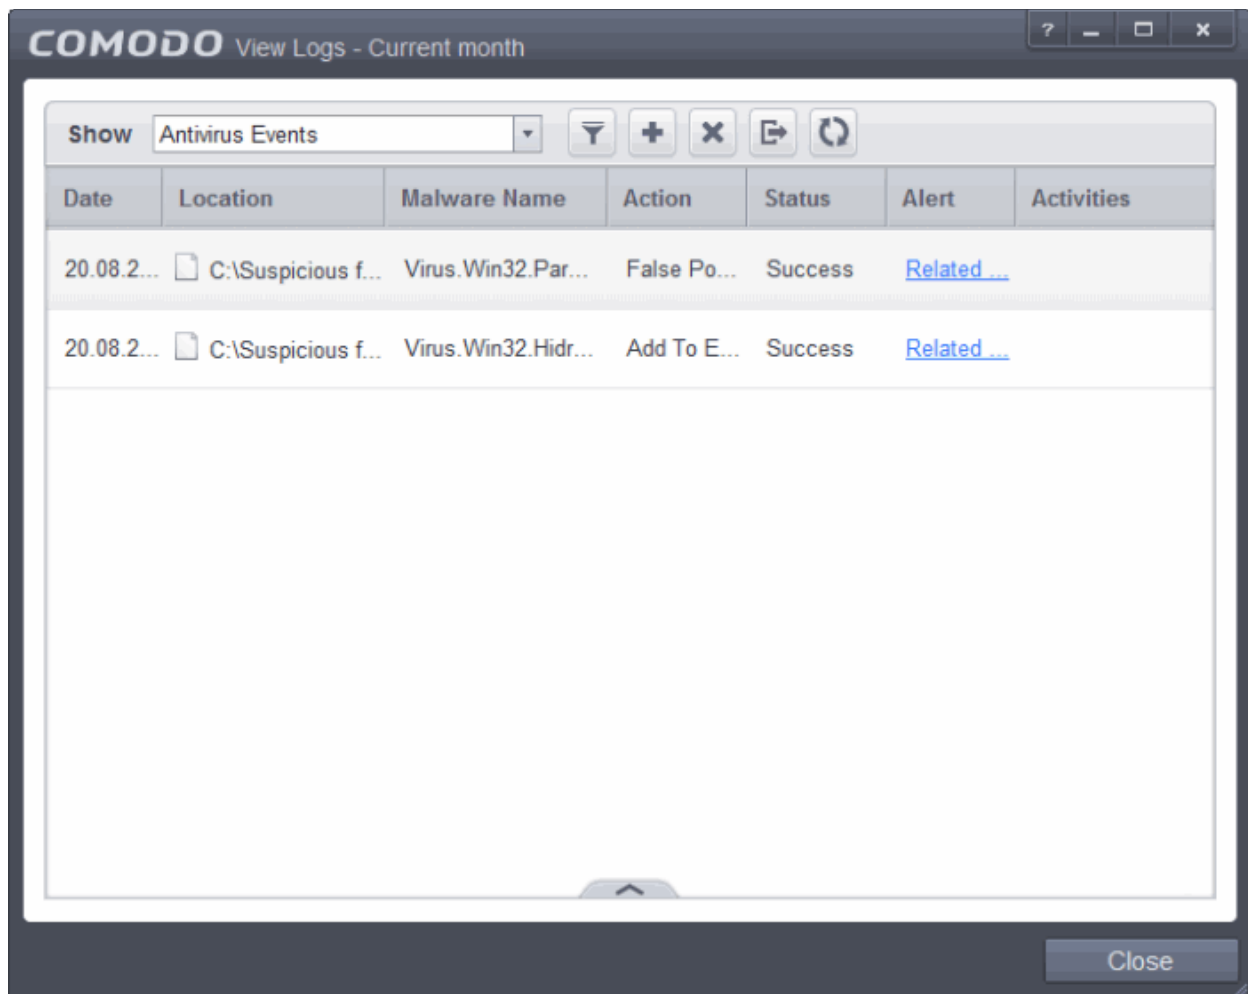 COMODO View Logs - Current month
?
Show Antivirus Events
Date Location Malware Name Action Status Alert Activities
20.08.2... C:\Suspicious f... Virus.Win32.Par... False Po... Success Related ...
20.08.2... C:\Suspicious f... Virus.Win32.Hidr... Add To E... Success Related ...
Close